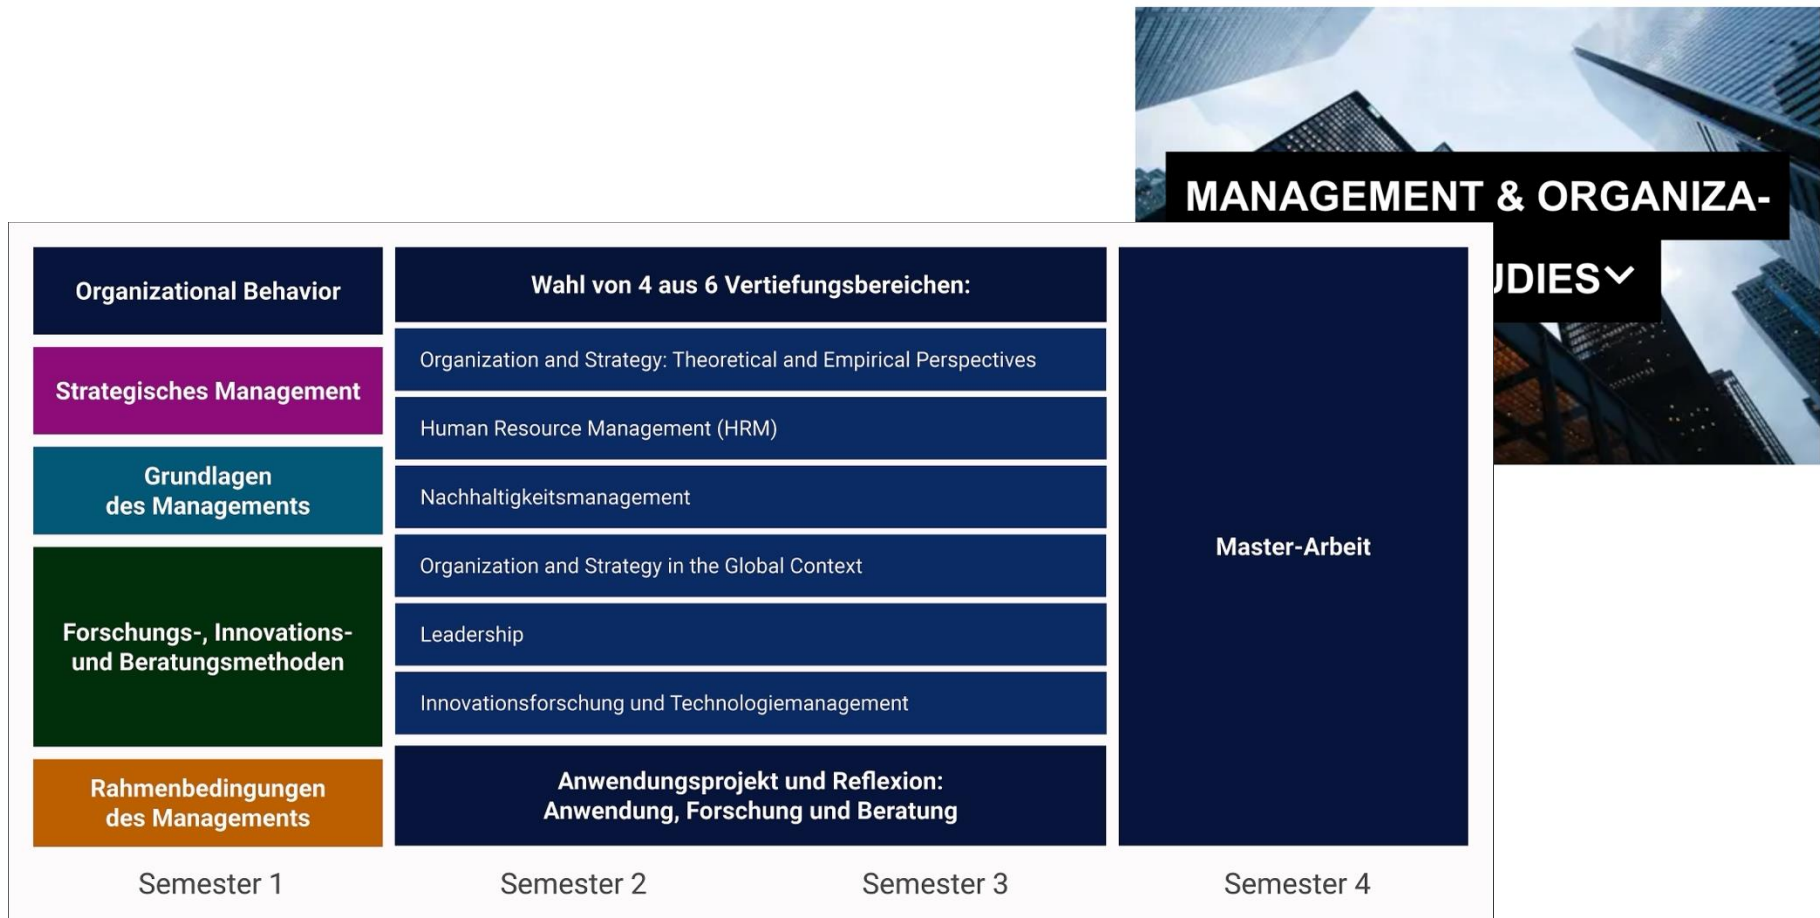 MANAGEMENT & ORGANIZA-
UDIES
Organizational Behavior
Strategisches Management
Grundlagen
des Managements
Forschungs-, Innovations-
und Beratungsmethoden
Rahmenbedingungen
des Managements
Wahl von 4 aus 6 Vertiefungsbereichen:
Organization and Strategy: Theoretical and Empirical Perspectives
Human Resource Management (HRM)
Nachhaltigkeitsmanagement
Organization and Strategy in the Global Context
Leadership
Innovationsforschung und Technologiemanagement
Anwendungsprojekt und Reflexion:
Anwendung, Forschung und Beratung
Master-Arbeit
Semester 1
Semester 2
Semester 3
Semester 4